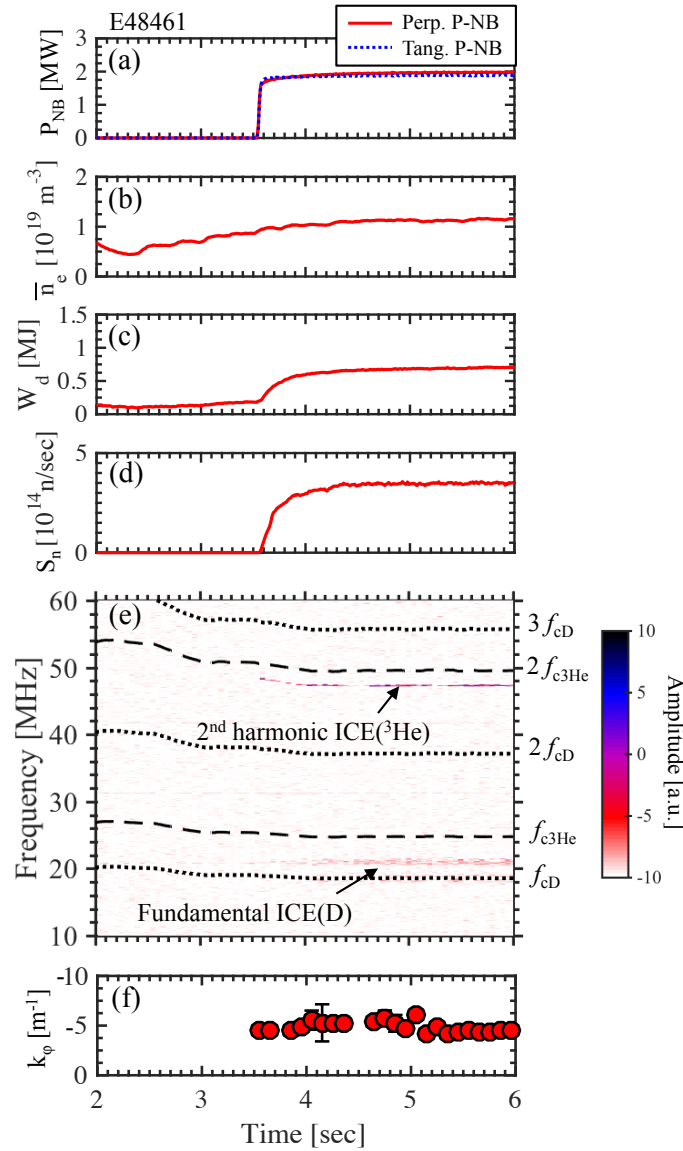 E48461
Perp. P-NB
Tang. P-NB
(a)
P_NB [MW]
3
2
1
0
(b)
n̅_e [10^19 m^-3]
2
1
0
(c)
W_d [MJ]
1.5
1
0.5
0
(d)
S_n [10^14 n/sec]
5
0
(e)
Frequency [MHz]
60
50
40
30
20
10
2nd harmonic ICE(3He)
Fundamental ICE(D)
3 f_cD
2 f_c3He
2 f_cD
f_c3He
f_cD
10
5
0
-5
-10
Amplitude [a.u.]
(f)
k_φ [m^-1]
-10
-5
0
2 3 4 5 6
Time [sec]